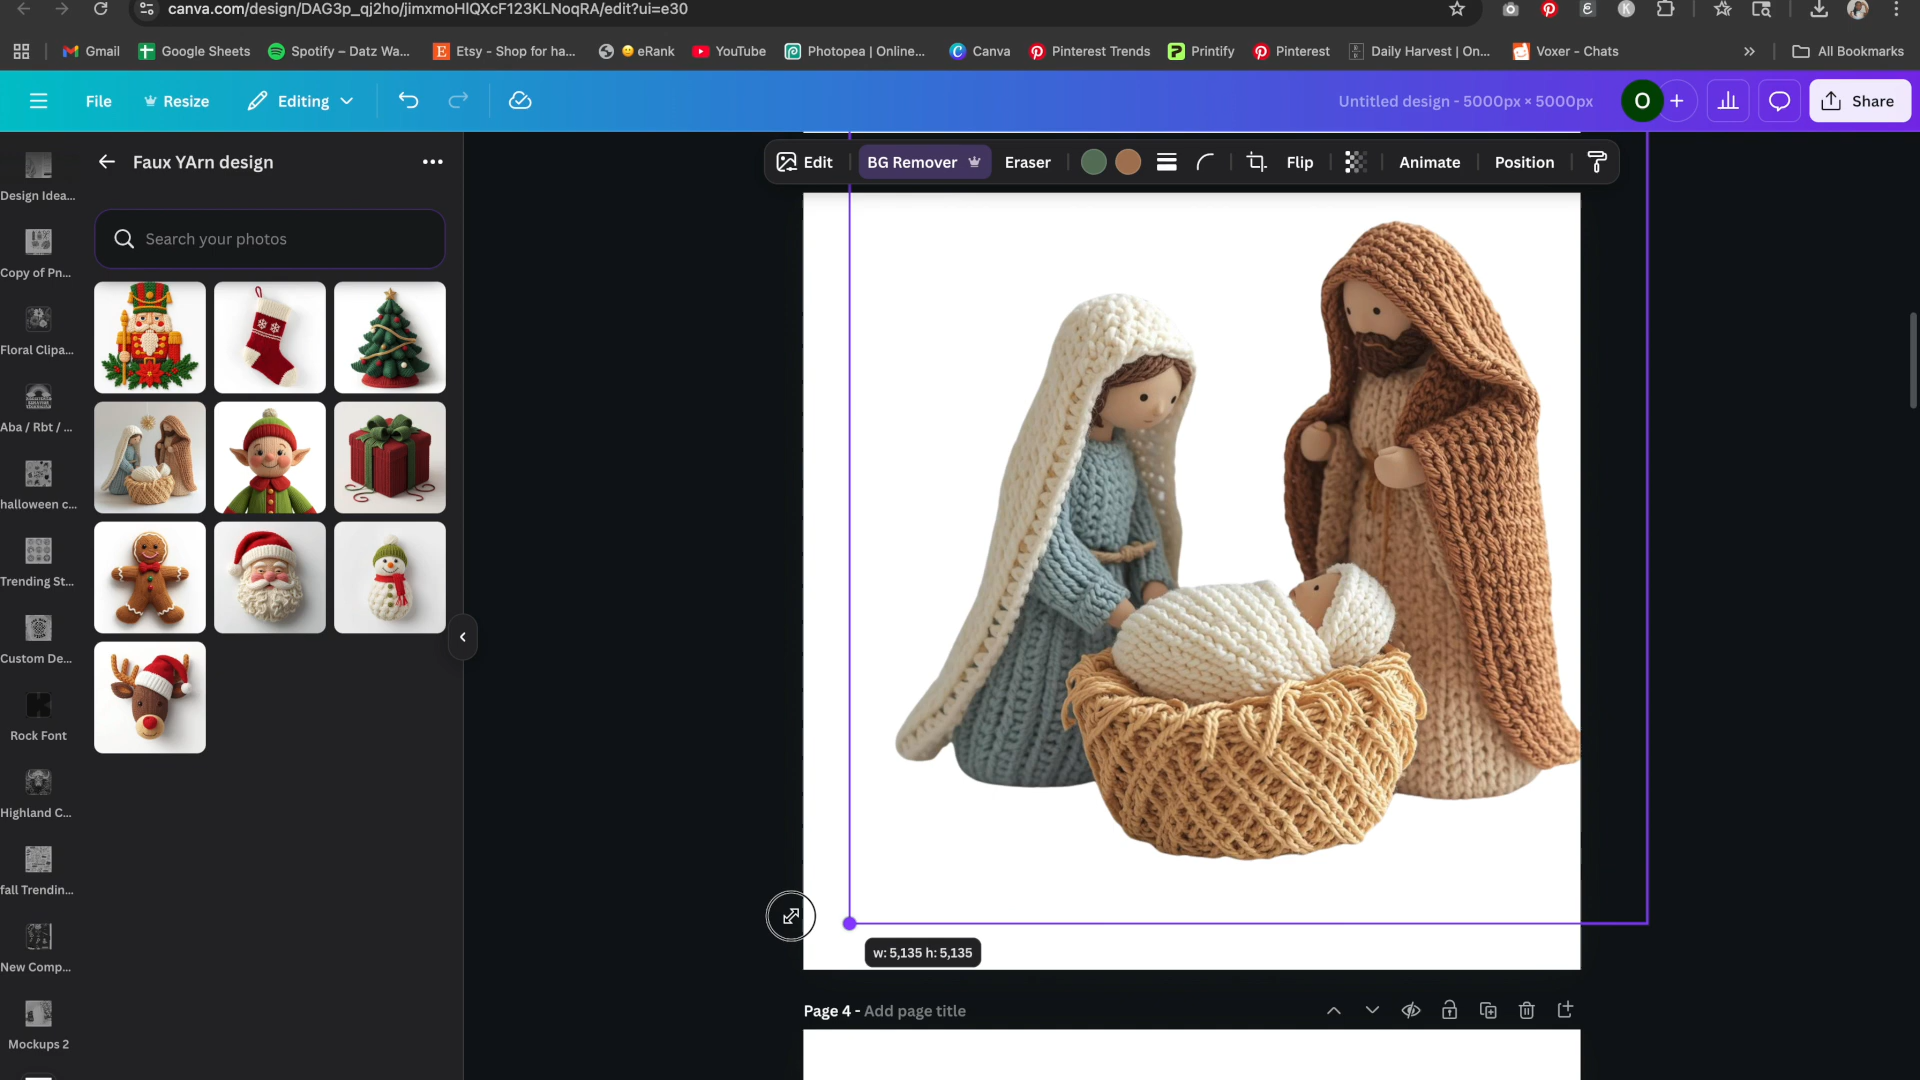 canva.com/design/DAG3p_qj2ho/jimxmoHIQXcF123KLNoqRA/edit?ui=e30
Gmail
Google Sheets
Spotify – Datz Wa...
Etsy - Shop for ha...
eRank
YouTube
Photopea | Online...
Canva
Pinterest Trends
Printify
Pinterest
Daily Harvest | On...
Voxer - Chats
All Bookmarks
File
Resize
Editing
Untitled design - 5000px × 5000px
O
Share
Faux YArn design
Search your photos
Design Idea...
Copy of Pn...
Floral Clipa...
Aba / Rbt / ...
halloween c...
Trending St...
Custom De...
Rock Font
Highland C...
fall Trendin...
New Comp...
Mockups 2
Edit
BG Remover
Eraser
Flip
Animate
Position
w: 5,135 h: 5,135
Page 4 - Add page title